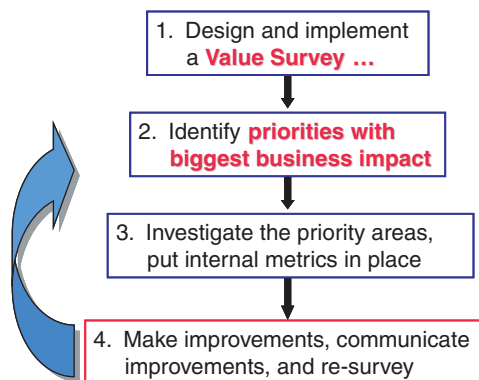 1. Design and implement
a Value Survey ...
2. Identify priorities with
biggest business impact
3. Investigate the priority areas,
put internal metrics in place
4. Make improvements, communicate
improvements, and re-survey